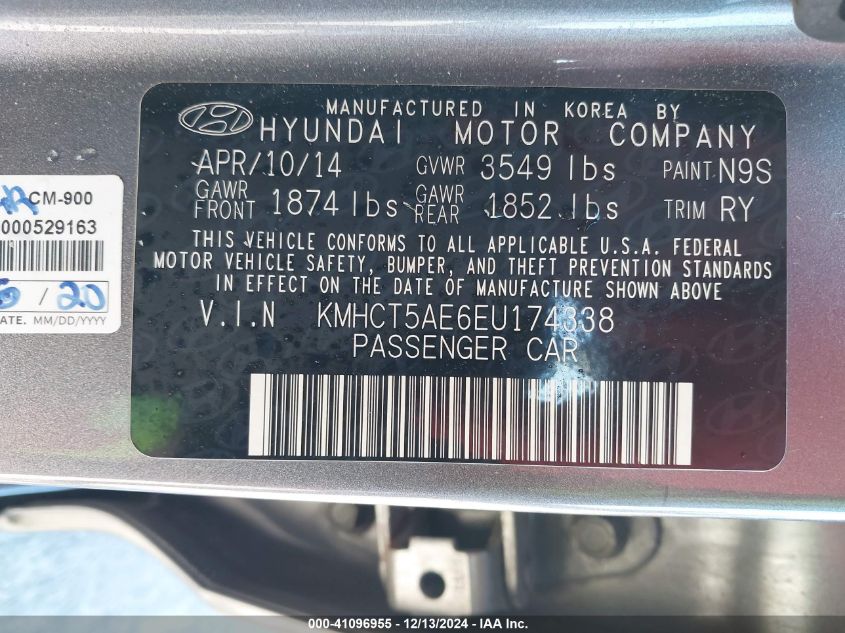 MANUFACTURED IN KOREA BY
HYUNDAI MOTOR COMPANY
APR/10/14 GVWR 3549 lbs PAINT N9S
GAWR FRONT 1874 lbs GAWR REAR 1852 lbs TRIM RY
THIS VEHICLE CONFORMS TO ALL APPLICABLE U.S.A. FEDERAL
MOTOR VEHICLE SAFETY, BUMPER, AND THEFT PREVENTION STANDARDS
IN EFFECT ON THE DATE OF MANUFACTURE SHOWN ABOVE
V.I.N KMHCT5AE6EU174338
PASSENGER CAR
CM-900
000529163
/ 20
ATE. MM/DD/YYYY
000-41096955 - 12/13/2024 - IAA Inc.